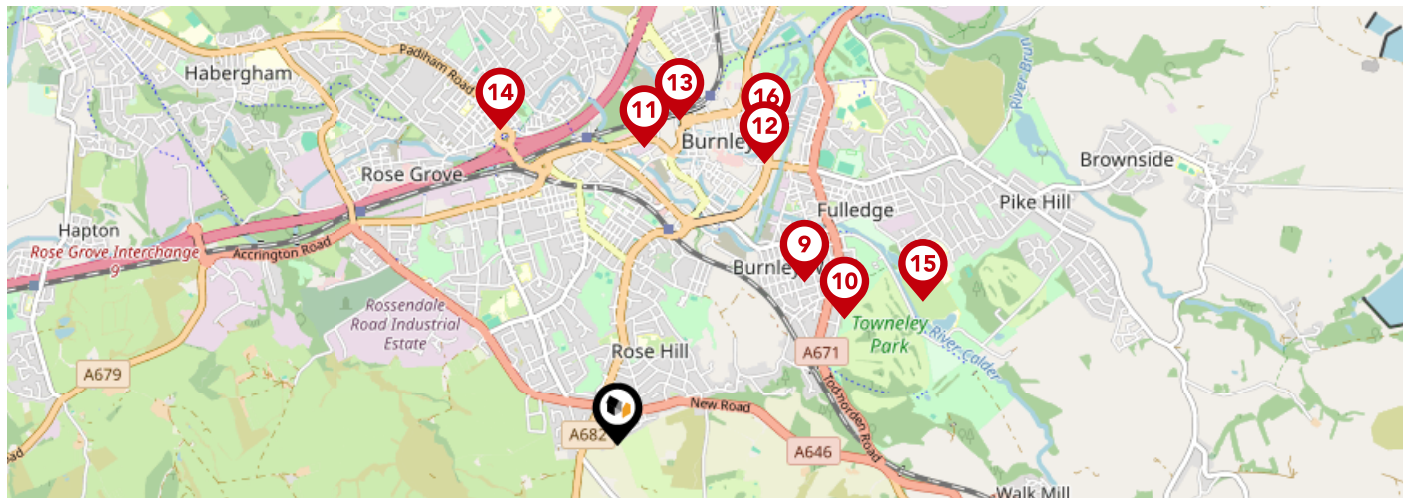 Habergham
Padiham Road
14
13
11
16
12
Burnley
River Brun
Brownside
Rose Grove
Pike Hill
Fulledge
Hapton
Rose Grove Interchange
9
Accrington Road
9
Burnley
10
15
Rossendale
Road Industrial
Estate
Towneley
Park
River Calder
Rose Hill
A671
A679
Todmorden Road
New Road
A682
A646
Walk Mill